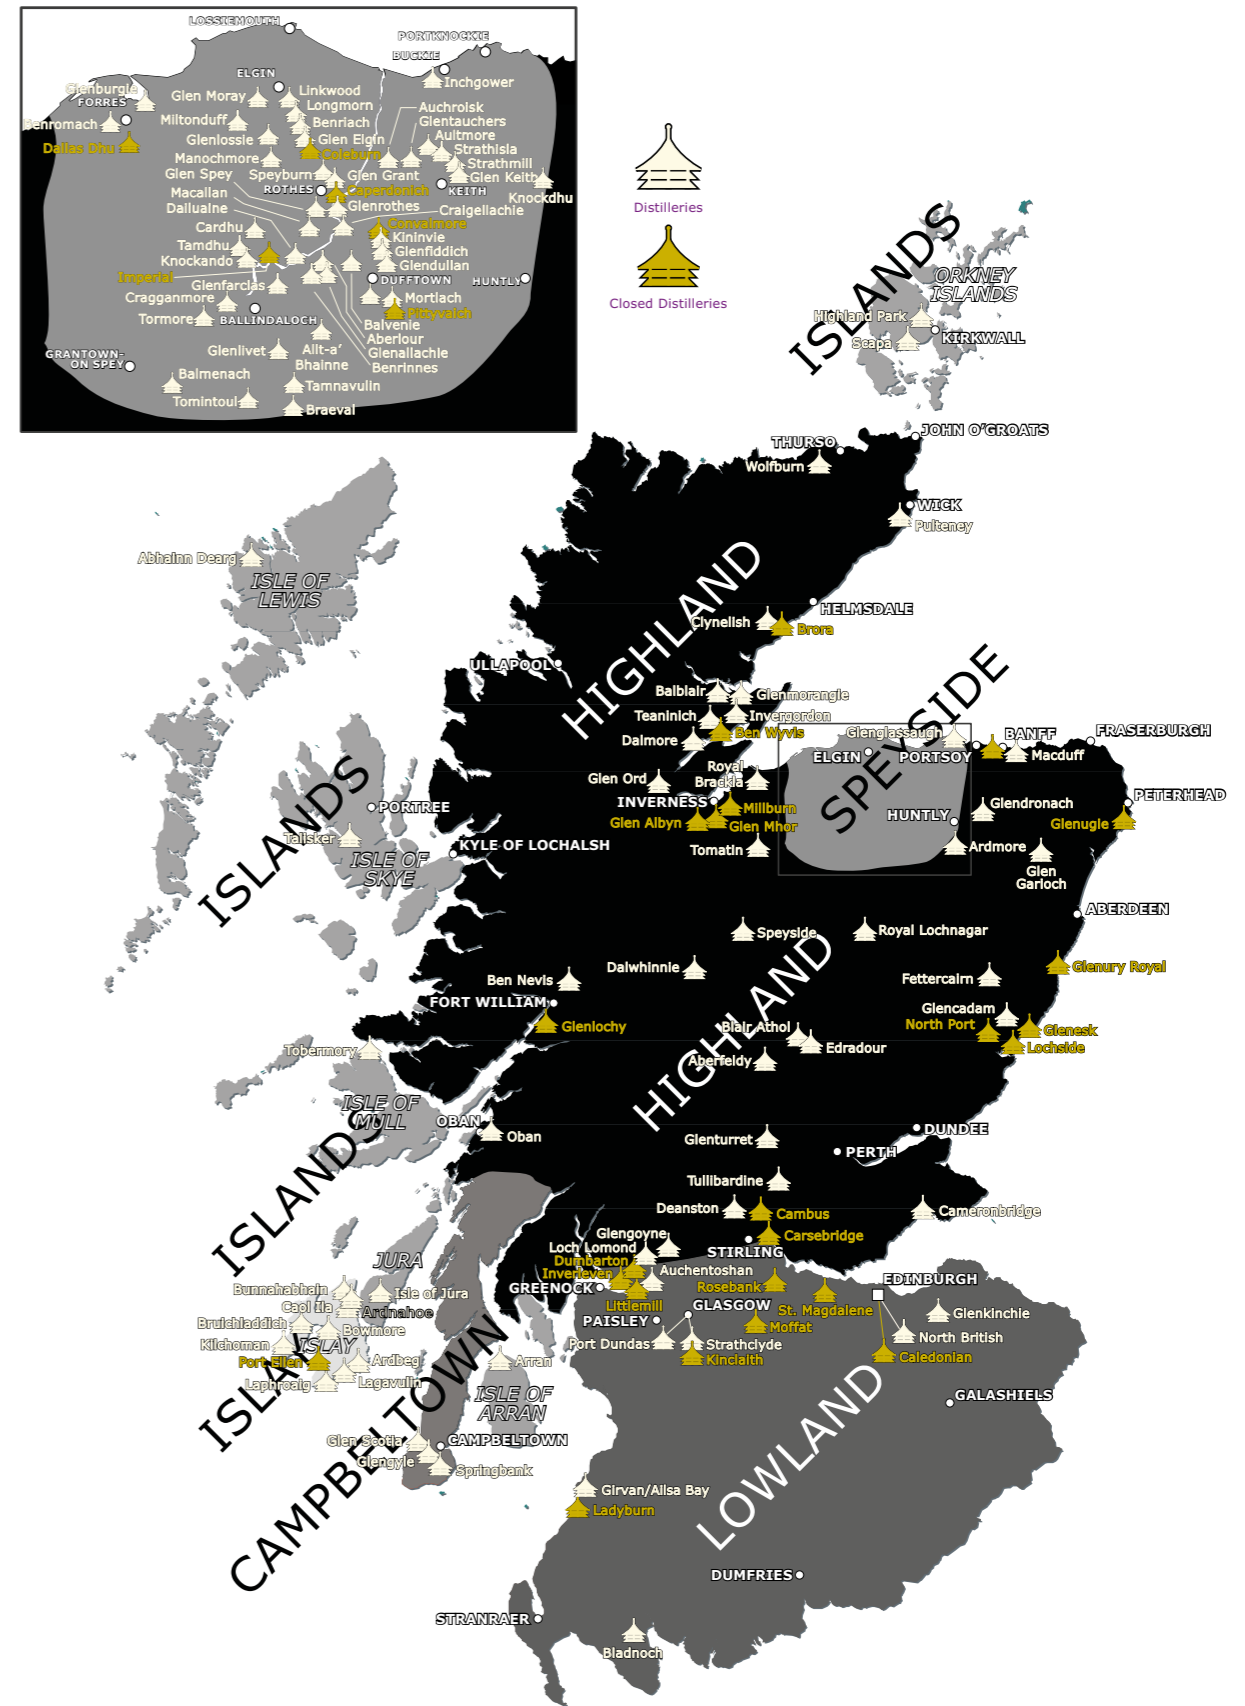 LOSSIEMOUTH
PORTKNOCKIE
BUCKIE
ELGIN
Inchgower
Glenburgie
FORRES
Glen Moray
Linkwood
Longmorn
Auchroisk
Benromach
Miltonduff
Benriach
Glentauchers
Dallas Dhu
Glenlossie
Glen Elgin
Aultmore
Coleburn
Strathisla
Manochmore
Strathmill
Glen Spey
Speyburn
Glen Grant
Glen Keith
Macallan
ROTHES
Caperdonich
KEITH
Knockdhu
Dailuaine
Glenrothes
Craigellachie
Cardhu
Convalmore
Tamdhu
Kininvie
Knockando
Glenfiddich
Imperial
Glendullan
Glenfarclas
DUFFTOWN
HUNTLY
Cragganmore
Mortlach
Tormore
BALLINDALOCH
Pittyvaich
Balvenie
Aberlour
Glenallachie
Benrinnes
GRANTOWN-
ON SPEY
Glenlivet
Allt-a'
Bhainne
Balmenach
Tamnavulin
Tomintoul
Braeval
Distilleries
Closed Distilleries
ISLANDS
ORKNEY
ISLANDS
Highland Park
Scapa
KIRKWALL
JOHN O'GROATS
THURSO
Wolfburn
WICK
Pulteney
Abhainn Dearg
ISLE OF
LEWIS
HIGHLAND
HELMSDALE
Clynelish
Brora
ULLAPOOL
Balblair
Glenmorangie
Teaninich
Invergordon
Dalmore
Ben Wyvis
SPEYSIDE
Glenglassaugh
BANFF
FRASERBURGH
ELGIN
PORTSOY
Macduff
Glen Ord
Royal
Brackla
INVERNESS
Millburn
Glen Albyn
Glen Mhor
HUNTLY
Glendronach
PETERHEAD
Glenugie
Tomatin
Ardmore
Glen
Garioch
ISLANDS
PORTREE
Talisker
ISLE OF
SKYE
KYLE OF LOCHALSH
ABERDEEN
Speyside
Royal Lochnagar
Dalwhinnie
Ben Nevis
Fettercairn
Glenury Royal
FORT WILLIAM
Glenlochy
HIGHLAND
Glencadam
North Port
Glenesk
Lochside
Blair Athol
Edradour
Aberfeldy
Tobermory
ISLE OF
MULL
ISLANDS
OBAN
Oban
Glenturret
DUNDEE
PERTH
Tullibardine
Deanston
Cambus
Cameronbridge
Carsebridge
STIRLING
Glengoyne
Loch Lomond
Dumbarton
Inverleven
Auchentoshan
GREENOCK
Littlemill
Rosebank
EDINBURGH
St. Magdalene
Glenkinchie
GLASGOW
PAISLEY
Moffat
North British
Port Dundas
Strathclyde
Kinclaith
Caledonian
JURA
Bunnahabhain
Isle of Jura
Caol Ila
Ardnahoe
Bruichladdich
Bowmore
Kilchoman
ISLAY
Port Ellen
Ardbeg
Laphroaig
Lagavulin
ISLAY
Arran
ISLE OF
ARRAN
GALASHIELS
Glen Scotia
CAMPBELTOWN
Glengyle
Springbank
CAMPBELTOWN
LOWLAND
Girvan/Ailsa Bay
Ladyburn
DUMFRIES
STRANRAER
Bladnoch